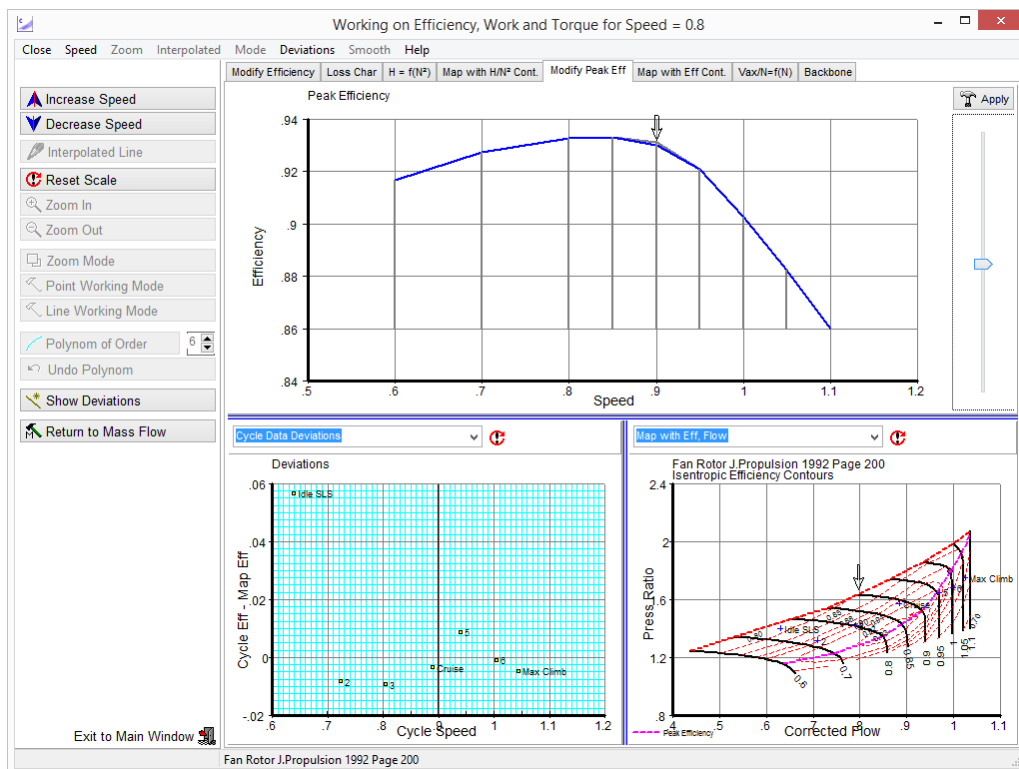 Working on Efficiency, Work and Torque for Speed = 0.8
Close Speed Zoom Interpolated Mode Deviations Smooth Help
Modify Efficiency Loss Char H = f(N²) Map with H/N² Cont. Modify Peak Eff Map with Eff Cont. Vax/N=f(N) Backbone
Increase Speed
Decrease Speed
Interpolated Line
Reset Scale
Zoom In
Zoom Out
Zoom Mode
Point Working Mode
Line Working Mode
Polynom of Order 6
Undo Polynom
Show Deviations
Return to Mass Flow
Exit to Main Window
Peak Efficiency
Apply
.94
.92
.9
.88
.86
.84
Efficiency
.5 .6 .7 .8 .9 1 1.1 1.2
Speed
Cycle Data Deviations
Deviations
.06
.04
.02
0
-.02
Cycle Eff - Map Eff
Idle SLS
5
Cruise
6
Max Climb
2
3
.6 .7 .8 .9 1 1.1 1.2
Cycle Speed
Map with Eff, Flow
Fan Rotor J.Propulsion 1992 Page 200
Isentropic Efficiency Contours
2.4
2
1.6
1.2
.8
Press Ratio
Max Climb
Idle SLS
0.6
0.7
0.8
0.85
0.9
0.95
1
1.05
1.1
0.70
.4 .5 .6 .7 .8 .9 1 1.1
Peak Efficiency
Corrected Flow
Fan Rotor J.Propulsion 1992 Page 200